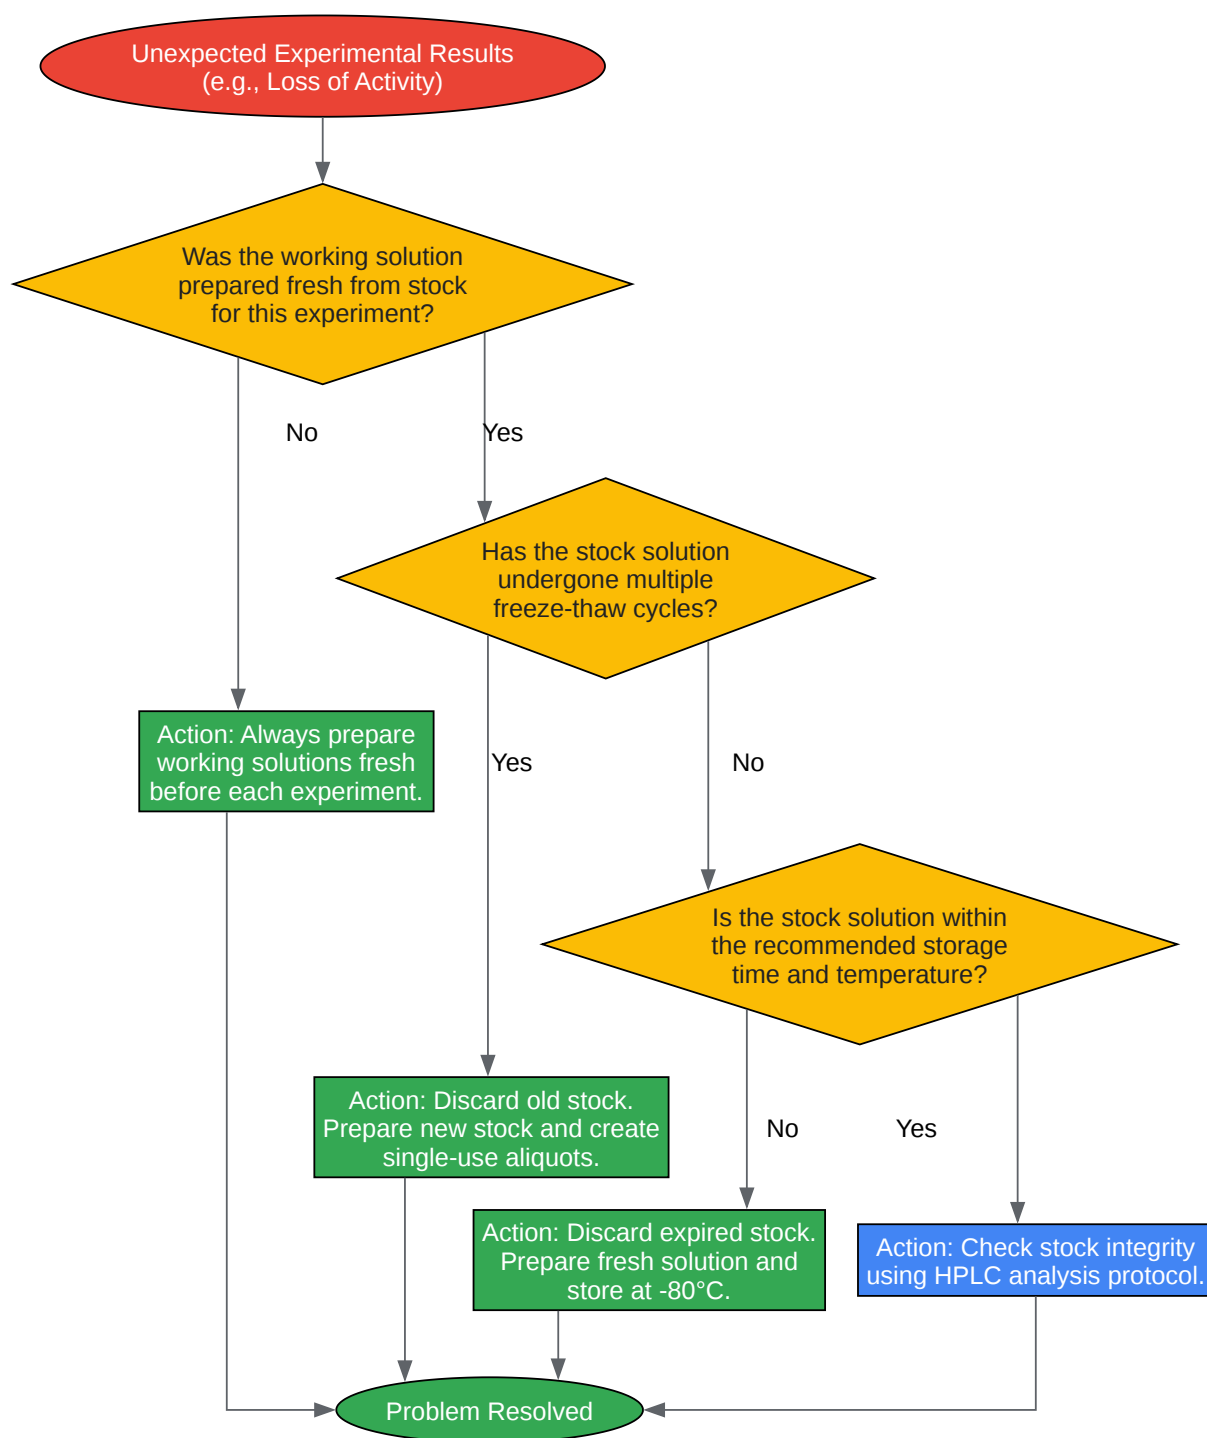 Unexpected Experimental Results
(e.g., Loss of Activity)
Was the working solution
prepared fresh from stock
for this experiment?
No
Yes
Has the stock solution
undergone multiple
freeze-thaw cycles?
Action: Always prepare
working solutions fresh
before each experiment.
Yes
No
Is the stock solution within
the recommended storage
time and temperature?
Action: Discard old stock.
Prepare new stock and create
single-use aliquots.
No
Yes
Action: Discard expired stock.
Prepare fresh solution and
store at -80°C.
Action: Check stock integrity
using HPLC analysis protocol.
Problem Resolved